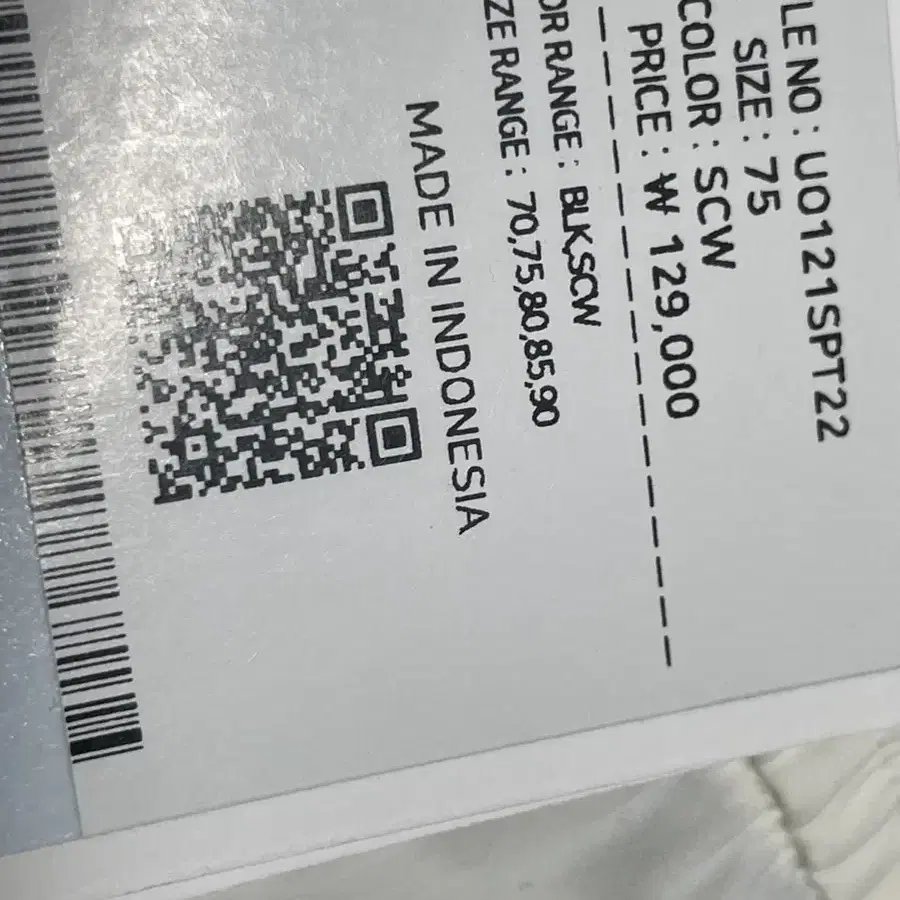 LE NO : UO121SPT22
SIZE : 75
COLOR : SCW
PRICE : ₩ 129,000
OR RANGE : BLK,SCW
ZE RANGE : 70,75,80,85,90
MADE IN INDONESIA